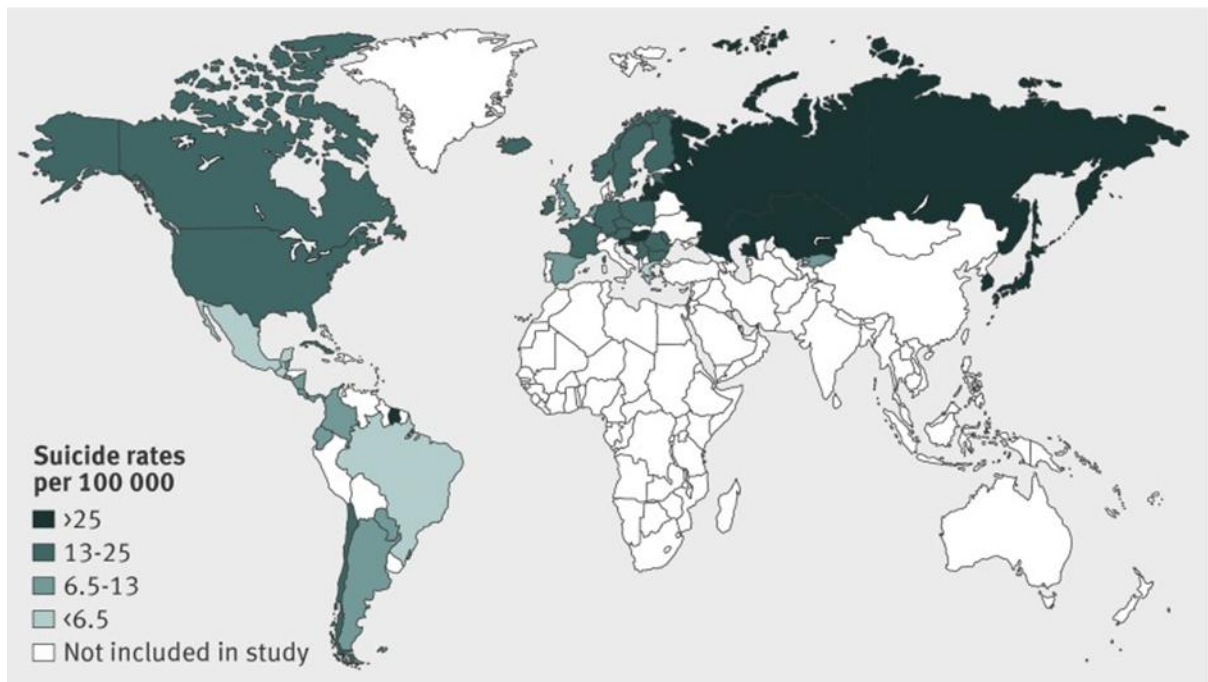 Suicide rates
per 100 000
>25
13-25
6.5-13
<6.5
Not included in study